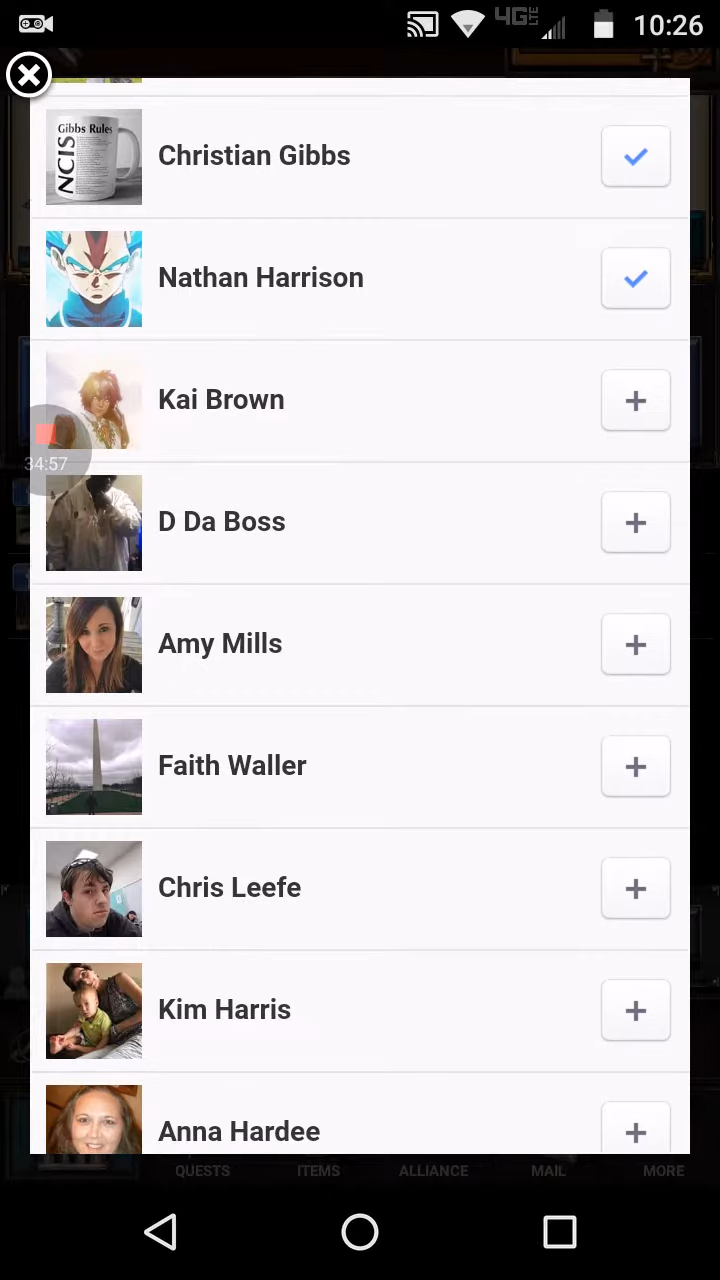 4G LTE
10:26
Gibbs Rules
NCIS
Christian Gibbs
Nathan Harrison
Kai Brown
34:57
D Da Boss
Amy Mills
Faith Waller
Chris Leefe
Kim Harris
Anna Hardee
QUESTS ITEMS ALLIANCE MAIL MORE